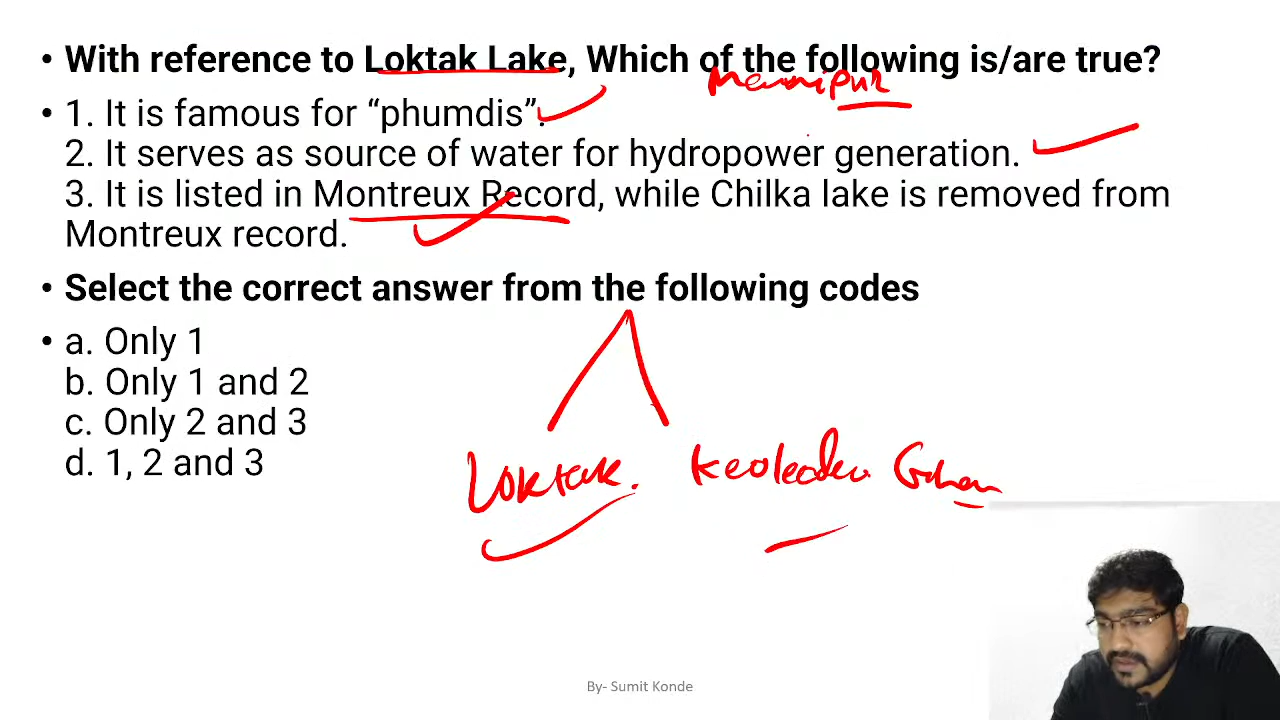 • With reference to Loktak Lake, Which of the following is/are true?
Manipur
• 1. It is famous for “phumdis”.
2. It serves as source of water for hydropower generation.
3. It is listed in Montreux Record, while Chilka lake is removed from
Montreux record.
• Select the correct answer from the following codes
• a. Only 1
b. Only 1 and 2
c. Only 2 and 3
d. 1, 2 and 3
Loktak. Keoladeo
By- Sumit Konde